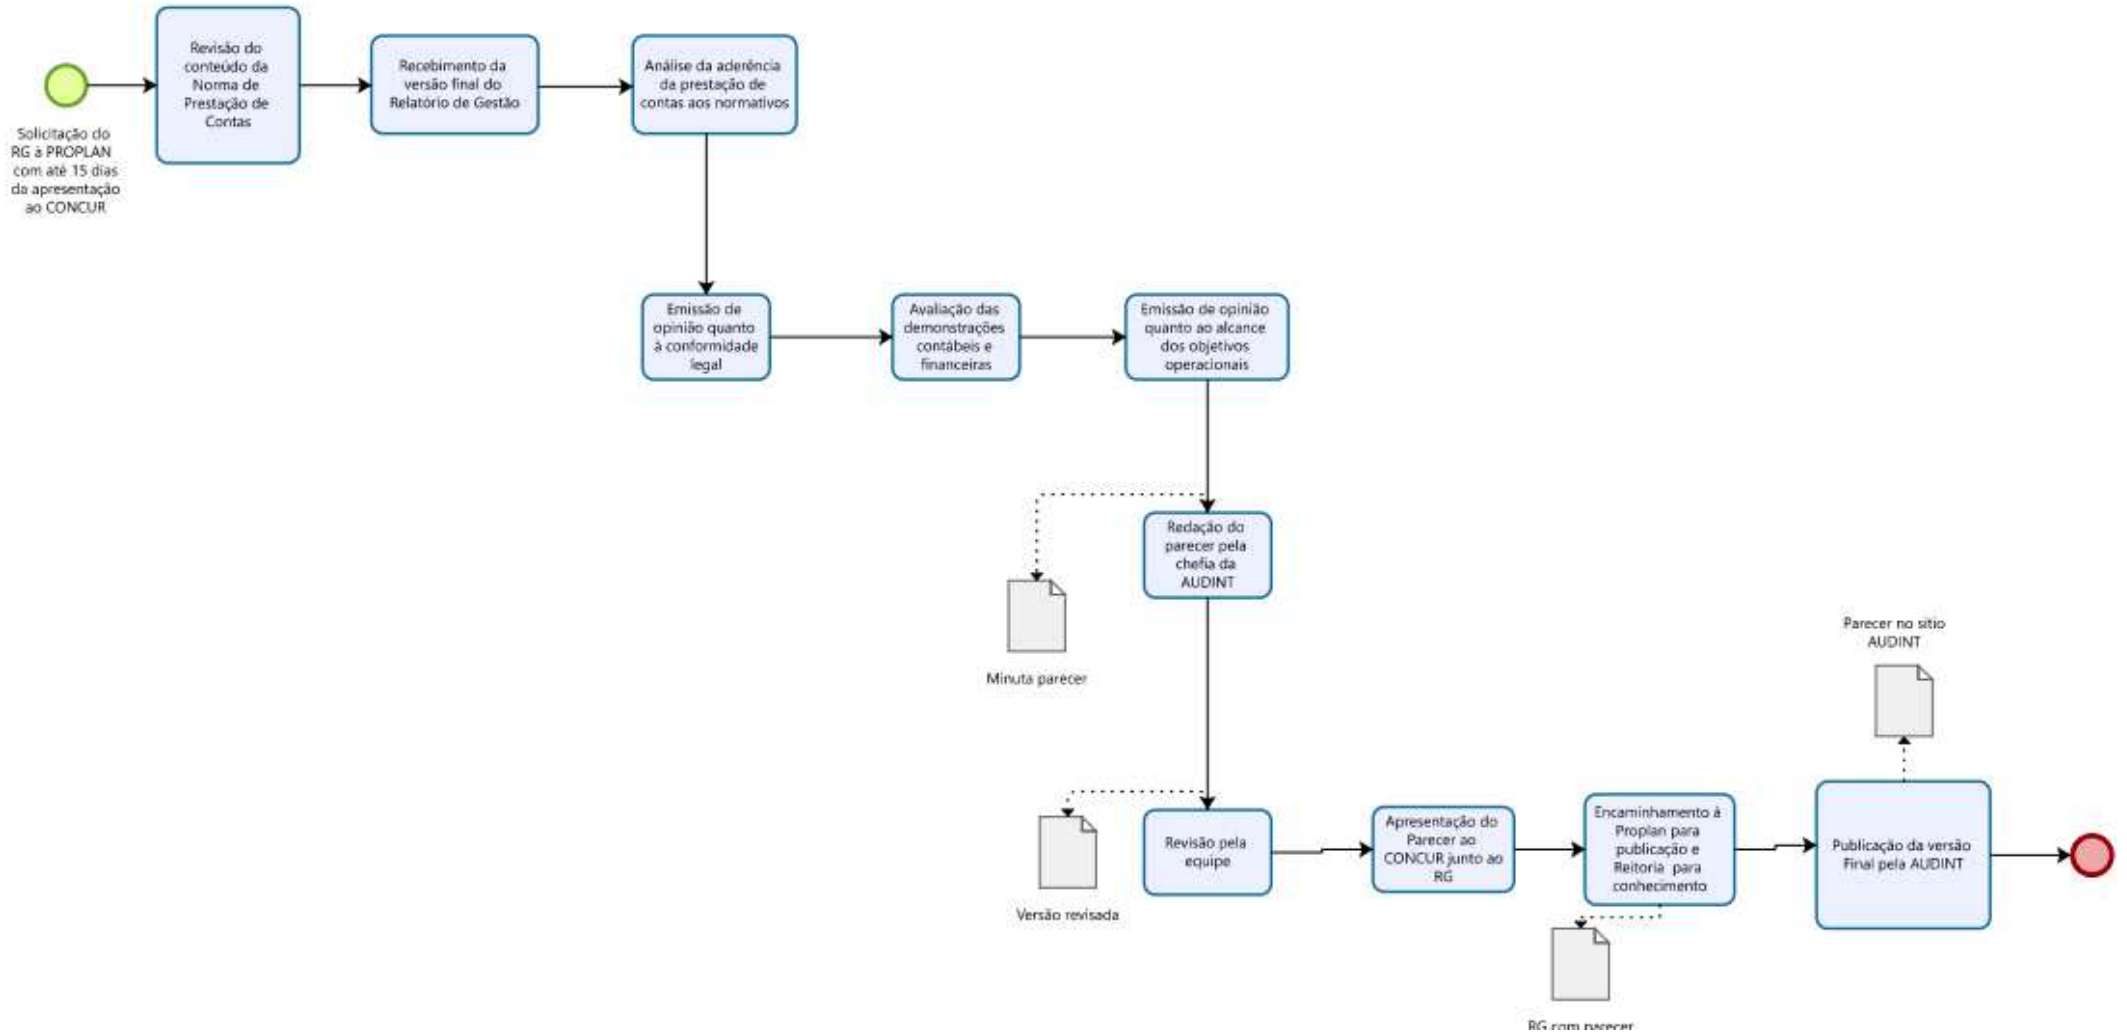 Solicitação do
RG à PROPLAN
com até 15 dias
da apresentação
ao CONCUR
Revisão do
conteúdo da
Norma de
Prestação de
Contas
Recebimento da
versão final do
Relatório de Gestão
Análise da aderência
da prestação de
contas aos normativos
Emissão de
opinião quanto
à conformidade
legal
Avaliação das
demonstrações
contábeis e
financeiras
Emissão de opinião
quanto ao alcance
dos objetivos
operacionais
Redação do
parecer pela
chefia da
AUDINT
Minuta parecer
Revisão pela
equipe
Versão revisada
Apresentação do
Parecer ao
CONCUR junto ao
RG
Encaminhamento à
Proplan para
publicação e
Reitoria para
conhecimento
RG com parecer
Publicação da versão
Final pela AUDINT
Parecer no sítio
AUDINT